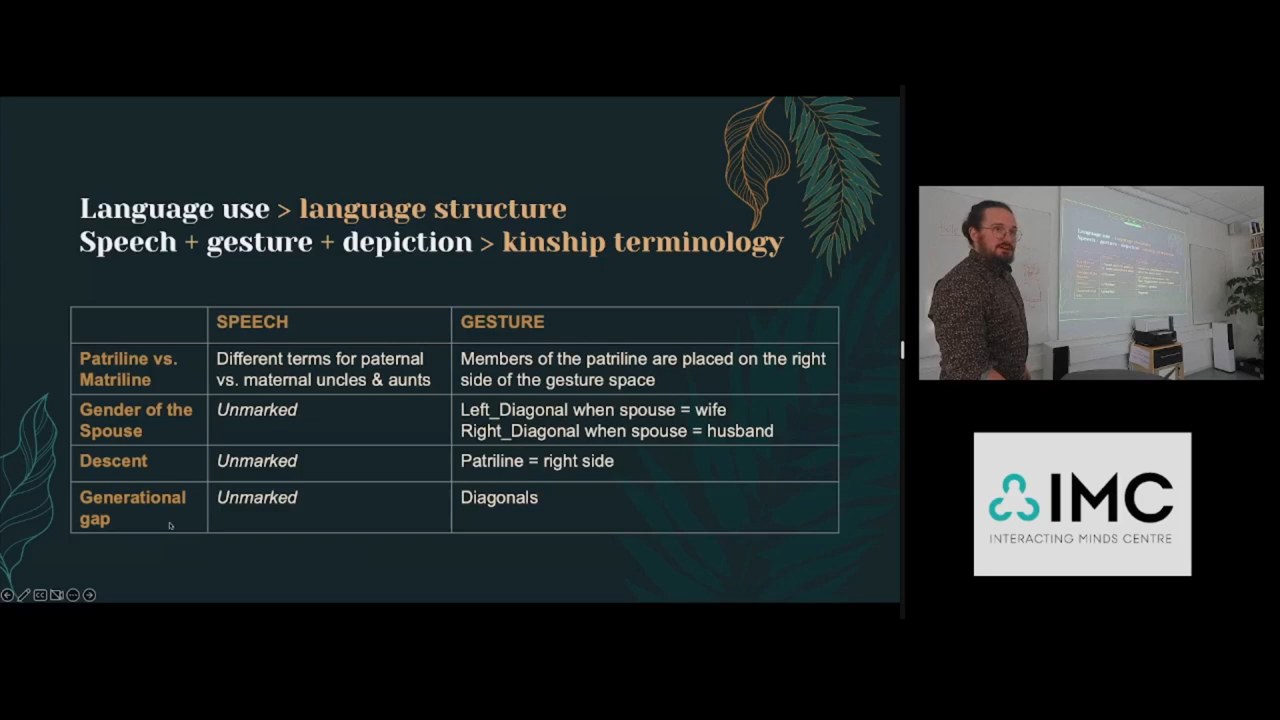 Language use > language structure
Speech + gesture + depiction > kinship terminology
SPEECH
GESTURE
Patriline vs.
Matriline
Different terms for paternal
vs. maternal uncles & aunts
Members of the patriline are placed on the right
side of the gesture space
Gender of the
Spouse
Unmarked
Left_Diagonal when spouse = wife
Right_Diagonal when spouse = husband
Descent
Unmarked
Patriline = right side
Generational
gap
Unmarked
Diagonals
IMC
INTERACTING MINDS CENTRE